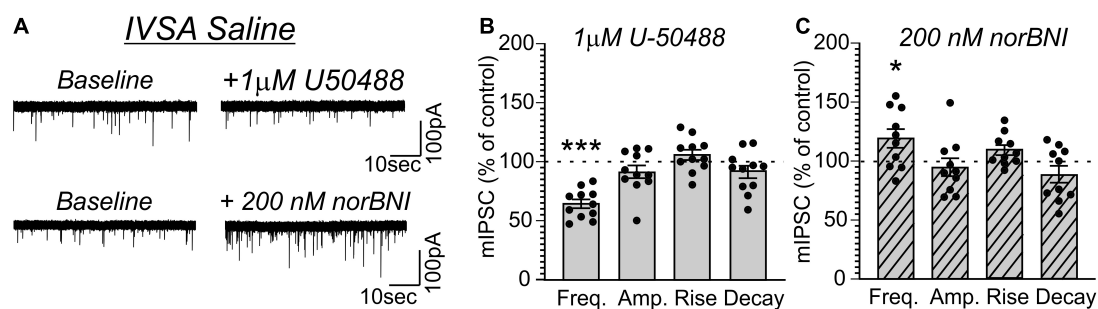 A
IVSA Saline
Baseline
+1μM U50488
100pA
10sec
Baseline
+ 200 nM norBNI
100pA
10sec
B
1μM U-50488
mIPSC (% of control)
200
150
100
50
0
***
Freq. Amp. Rise Decay
C
200 nM norBNI
mIPSC (% of control)
200
150
100
50
0
*
Freq. Amp. Rise Decay